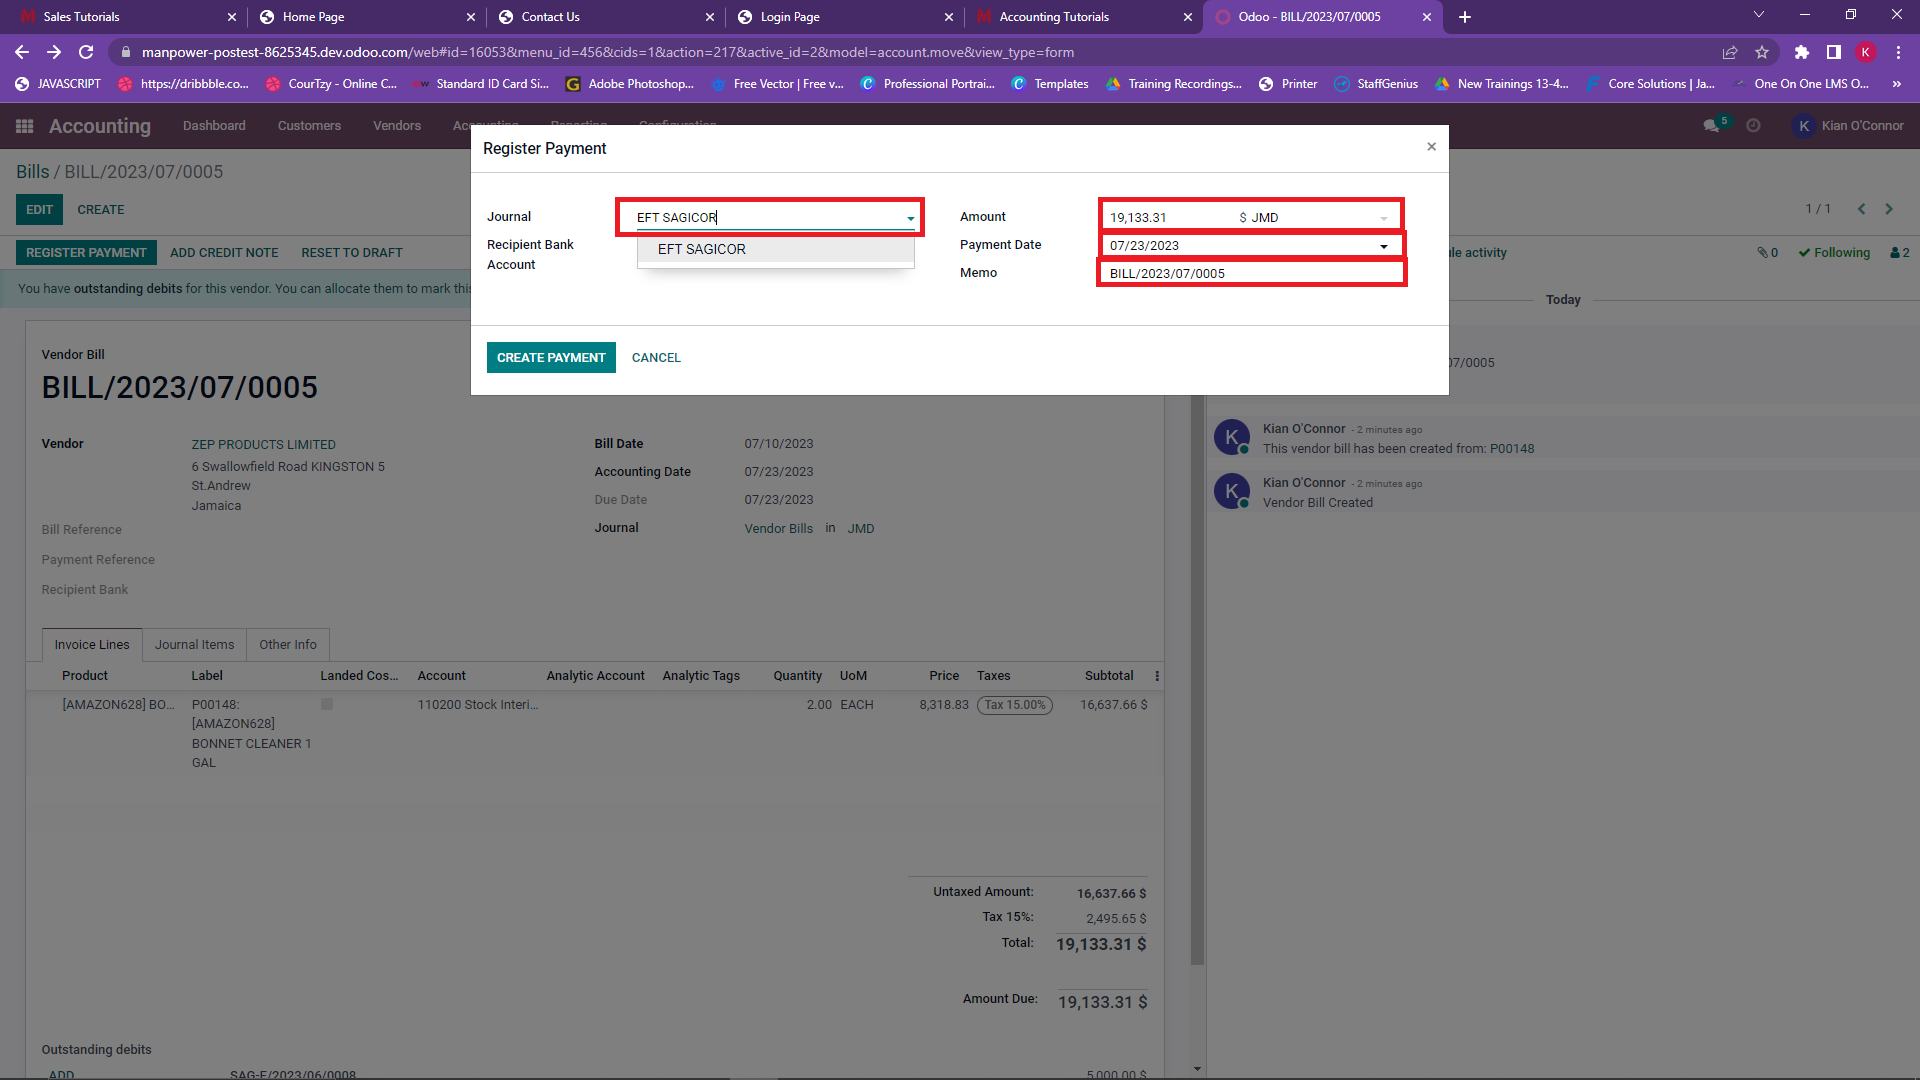 Sales Tutorials
Home Page
Contact Us
Login Page
Accounting Tutorials
Odoo - BILL/2023/07/0005
manpower-postest-8625345.dev.odoo.com/web#id=16053&menu_id=456&cids=1&action=217&active_id=2&model=account.move&view_type=form
K
JAVASCRIPT
https://dribbble.co...
CourTzy - Online C...
Standard ID Card Si...
Adobe Photoshop...
Free Vector | Free v...
Professional Portrai...
Templates
Training Recordings...
Printer
StaffGenius
New Trainings 13-4...
Core Solutions | Ja...
One On One LMS O...
»
Accounting
Dashboard
Customers
Vendors
Accounting
Reporting
Configuration
5
K
Kian O'Connor
Bills / BILL/2023/07/0005
EDIT
CREATE
1 / 1
REGISTER PAYMENT
ADD CREDIT NOTE
RESET TO DRAFT
0
Following
2
You have outstanding debits for this vendor. You can allocate them to mark this
Register Payment
×
Journal
EFT SAGICOR
EFT SAGICOR
Recipient Bank
Account
Amount
19,133.31
$ JMD
Payment Date
07/23/2023
Memo
BILL/2023/07/0005
CREATE PAYMENT
CANCEL
le activity
Today
07/0005
K
Kian O'Connor - 2 minutes ago
This vendor bill has been created from: P00148
K
Kian O'Connor - 2 minutes ago
Vendor Bill Created
Vendor Bill
BILL/2023/07/0005
Vendor
ZEP PRODUCTS LIMITED
6 Swallowfield Road KINGSTON 5
St.Andrew
Jamaica
Bill Reference
Payment Reference
Recipient Bank
Bill Date
07/10/2023
Accounting Date
07/23/2023
Due Date
07/23/2023
Journal
Vendor Bills in JMD
Invoice Lines
Journal Items
Other Info
Product
Label
Landed Cos...
Account
Analytic Account
Analytic Tags
Quantity
UoM
Price
Taxes
Subtotal
[AMAZON628] BO...
P00148:
[AMAZON628]
BONNET CLEANER 1
GAL
110200 Stock Interi...
2.00
EACH
8,318.83
Tax 15.00%
16,637.66 $
Untaxed Amount:
16,637.66 $
Tax 15%:
2,495.65 $
Total:
19,133.31 $
Amount Due:
19,133.31 $
Outstanding debits
ADD
SAG-E/2023/06/0008
5,000.00 $